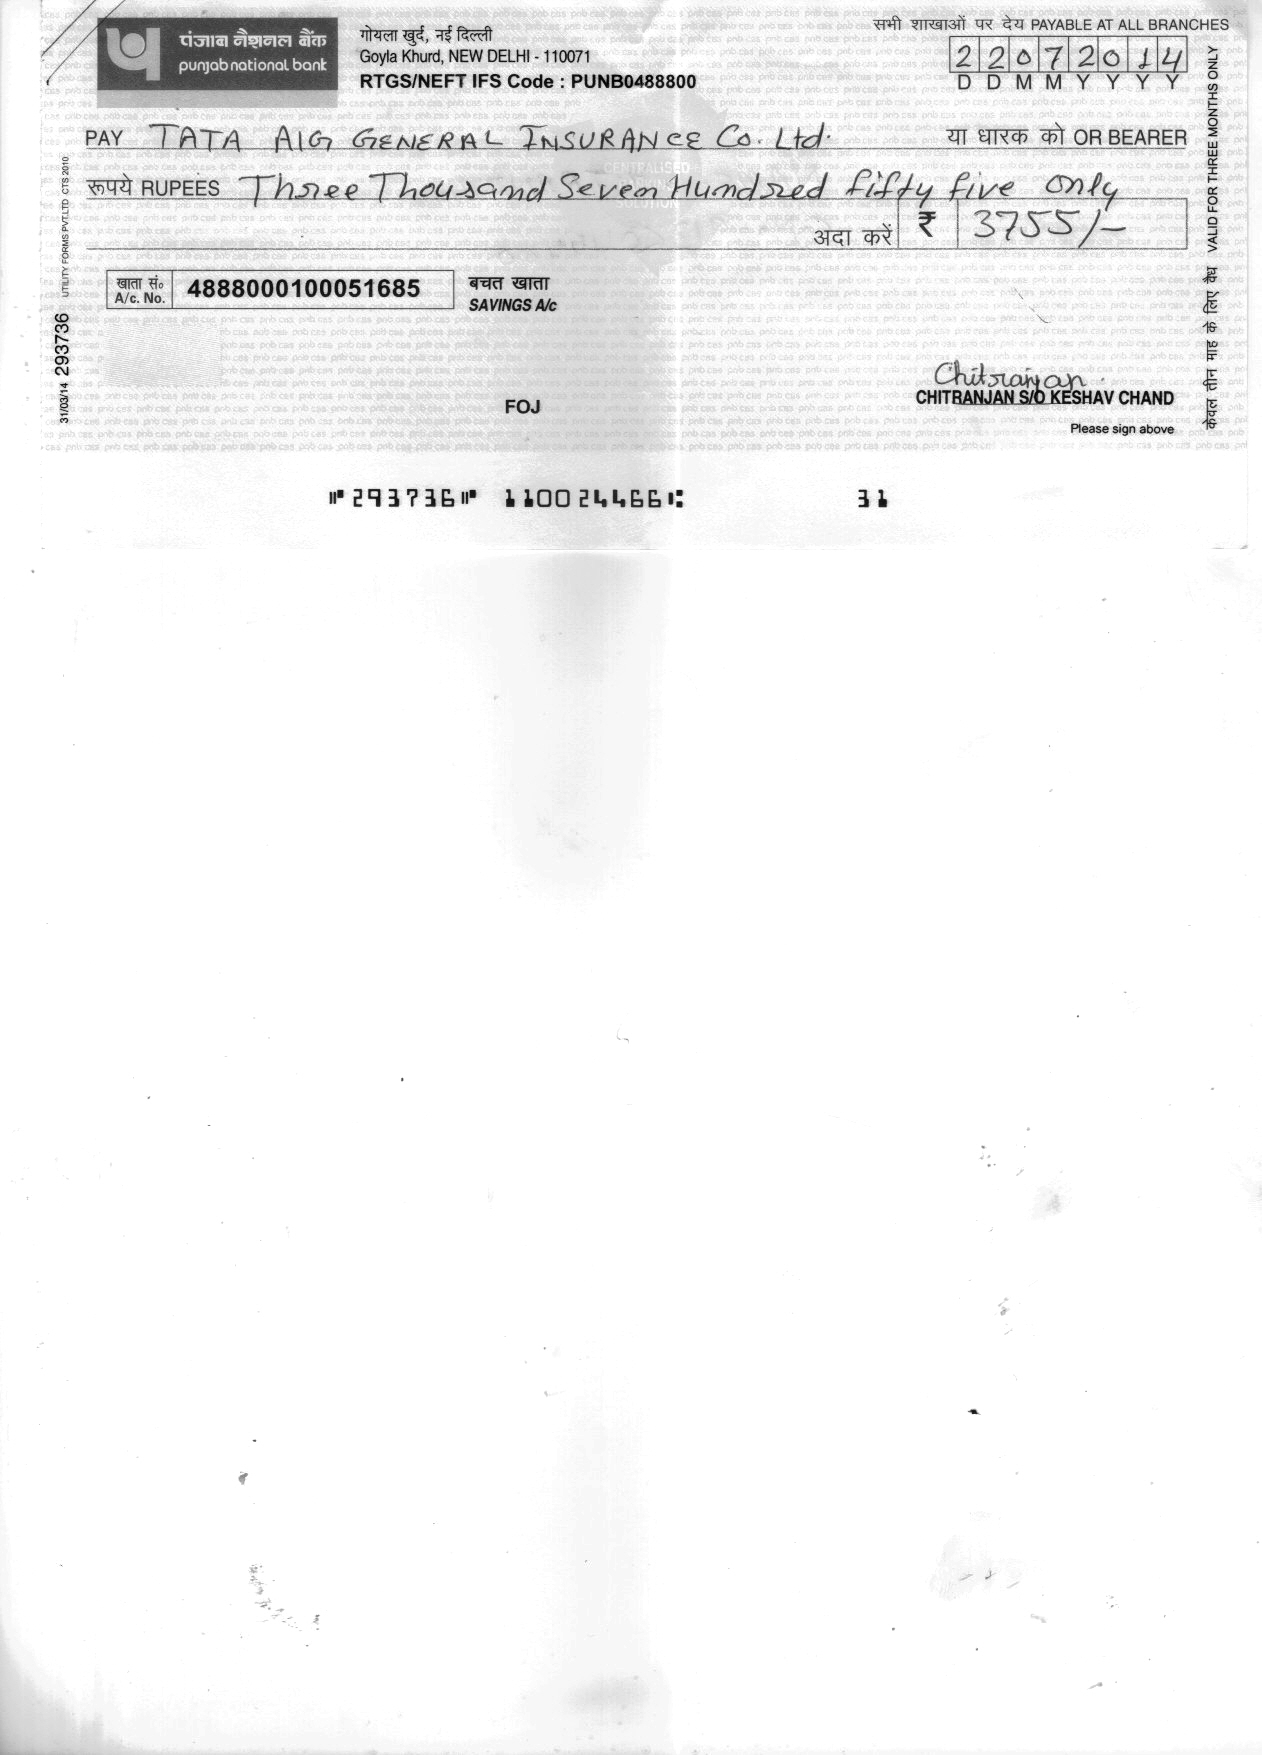 पंजाब नैशनल बैंक
punjab national bank
गोयला खुर्द, नई दिल्ली
Goyla Khurd, NEW DELHI - 110071
RTGS/NEFT IFS Code : PUNB0488800
सभी शाखाओं पर देय PAYABLE AT ALL BRANCHES
2 2 0 7 2 0 1 4
D D M M Y Y Y Y
PAY TATA AIG GENERAL INSURANCE Co. Ltd. या धारक को OR BEARER
रूपये RUPEES Three Thousand Seven Hundred fifty five only
अदा करें ₹ 3755/-
खाता सं० A/c. No. 4888000100051685
बचत खाता
SAVINGS A/c
FOJ
Chitranjan
CHITRANJAN S/O KESHAV CHAND
Please sign above
⑈293736⑈ 110024466⑆ 31
31/03/14 293736 UTILITY FORMS PVT.LTD CTS 2010
केवल तीन माह के लिए वैध VALID FOR THREE MONTHS ONLY
CENTRALISED
SOLUTION